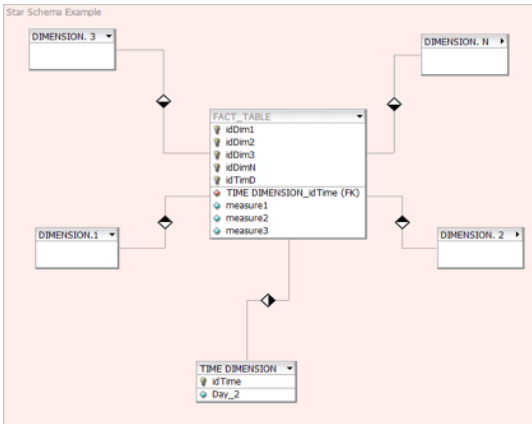 Star Schema Example
DIMENSION. 3
DIMENSION. N
FACT_TABLE
idDim1
idDim2
idDim3
idDimN
idTimD
TIME DIMENSION_idTime (FK)
measure1
measure2
measure3
DIMENSION.1
DIMENSION. 2
TIME DIMENSION
idTime
Day_2